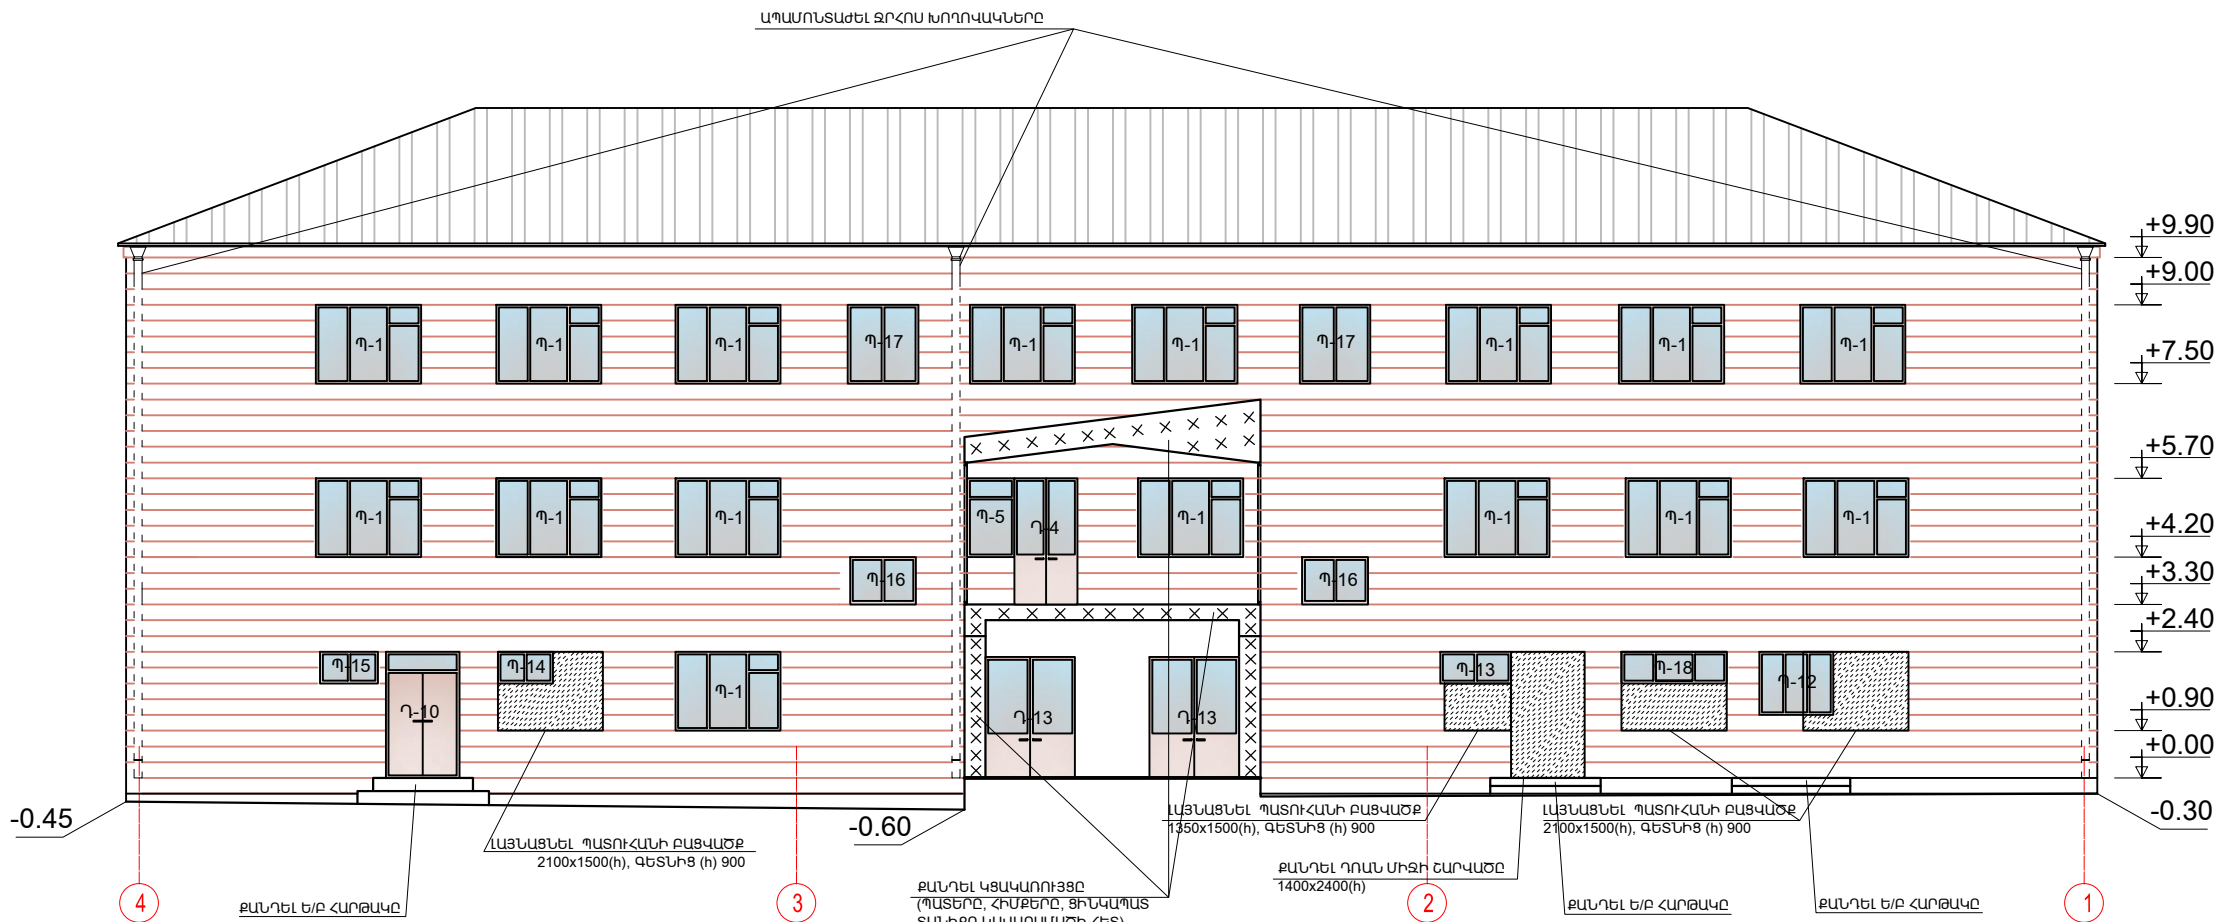 ԱՊԱՄՈՆՏԱԺԵԼ ՋՐՀՈՍ ԽՈՂՈՎԱԿՆԵՐԸ
+9.90
+9.00
Պ-1 Պ-1 Պ-1 Պ-17 Պ-1 Պ-1 Պ-17 Պ-1 Պ-1 Պ-1
+7.50
+5.70
Պ-1 Պ-1 Պ-1 Պ-5 Դ-4 Պ-1 Պ-1 Պ-1 Պ-1
+4.20
Պ-16 Պ-16
+3.30
+2.40
Պ-15 Պ-14 Պ-13 Պ-18
Պ-12
Պ-1
Դ-10 Դ-13 Դ-13
+0.90
+0.00
-0.45
-0.60
-0.30
ԼԱՅՆԱՑՆԵԼ ՊԱՏՈՒՀԱՆԻ ԲԱՑՎԱԾՔ
1350x1500(h), ԳԵՏՆԻՑ (h) 900
ԼԱՅՆԱՑՆԵԼ ՊԱՏՈՒՀԱՆԻ ԲԱՑՎԱԾՔ
2100x1500(h), ԳԵՏՆԻՑ (h) 900
ԼԱՅՆԱՑՆԵԼ ՊԱՏՈՒՀԱՆԻ ԲԱՑՎԱԾՔ
2100x1500(h), ԳԵՏՆԻՑ (h) 900
ՔԱՆԴԵԼ ԴՌԱՆ ՄԻՋԻ ՇԱՐՎԱԾԸ
1400x2400(h)
ՔԱՆԴԵԼ ԿՑԱԿԱՌՈՒՅՑԸ
(ՊԱՏԵՐԸ, ՀԻՄՔԵՐԸ, ՑԻՆԿԱՊԱՏ
ՔԱՆԴԵԼ Ե/Բ ՀԱՐԹԱԿԸ
ՔԱՆԴԵԼ Ե/Բ ՀԱՐԹԱԿԸ
ՔԱՆԴԵԼ Ե/Բ ՀԱՐԹԱԿԸ
4 3 2 1